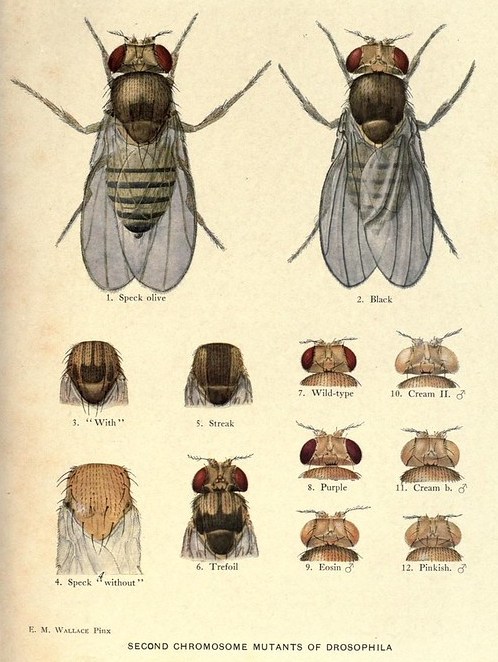 1. Speck olive
2. Black
3. "With"
5. Streak
7. Wild-type
10. Cream II. ♂
8. Purple
11. Cream b. ♂
4. Speck "without"
6. Trefoil
9. Eosin ♂
12. Pinkish. ♂
E. M. WALLACE Pinx
SECOND CHROMOSOME MUTANTS OF DROSOPHILA